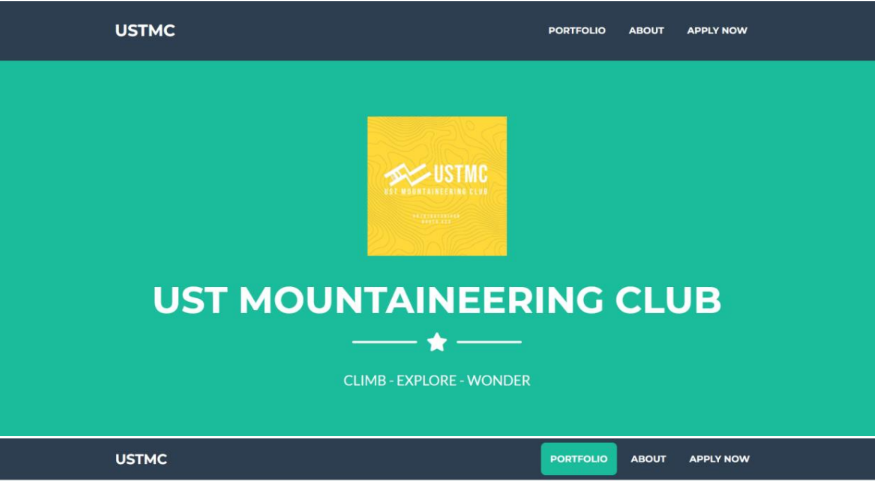 USTMC
PORTFOLIO ABOUT APPLY NOW
USTMC
UST MOUNTAINEERING CLUB
UST MOUNTAINEERING CLUB
CLIMB - EXPLORE - WONDER
USTMC
PORTFOLIO ABOUT APPLY NOW